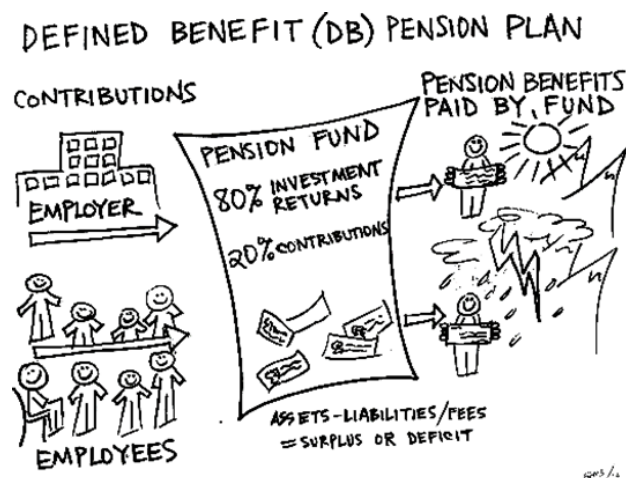 DEFINED BENEFIT (DB) PENSION PLAN
CONTRIBUTIONS
EMPLOYER
EMPLOYEES
PENSION FUND
80% INVESTMENT
RETURNS
20% CONTRIBUTIONS
ASSETS-LIABILITIES/FEES
= SURPLUS OR DEFICIT
PENSION BENEFITS
PAID BY FUND